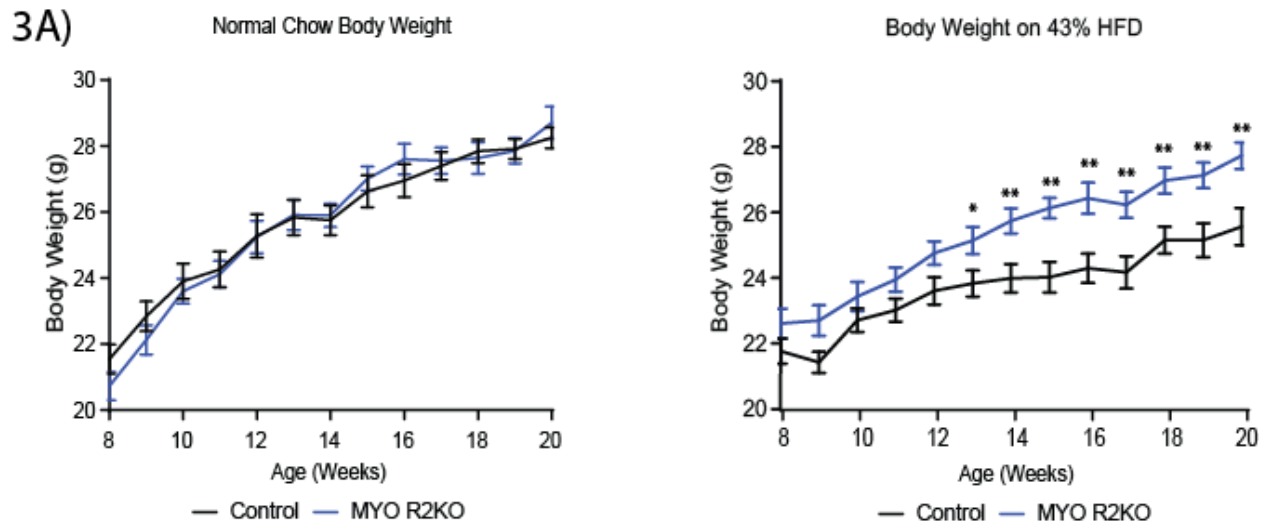 3A)
Normal Chow Body Weight
30
28
26
24
22
20
Body Weight (g)
8 10 12 14 16 18 20
Age (Weeks)
Control MYO R2KO
Body Weight on 43% HFD
30
28
26
24
22
20
Body Weight (g)
* ** ** ** ** ** ** **
8 10 12 14 16 18 20
Age (Weeks)
Control MYO R2KO